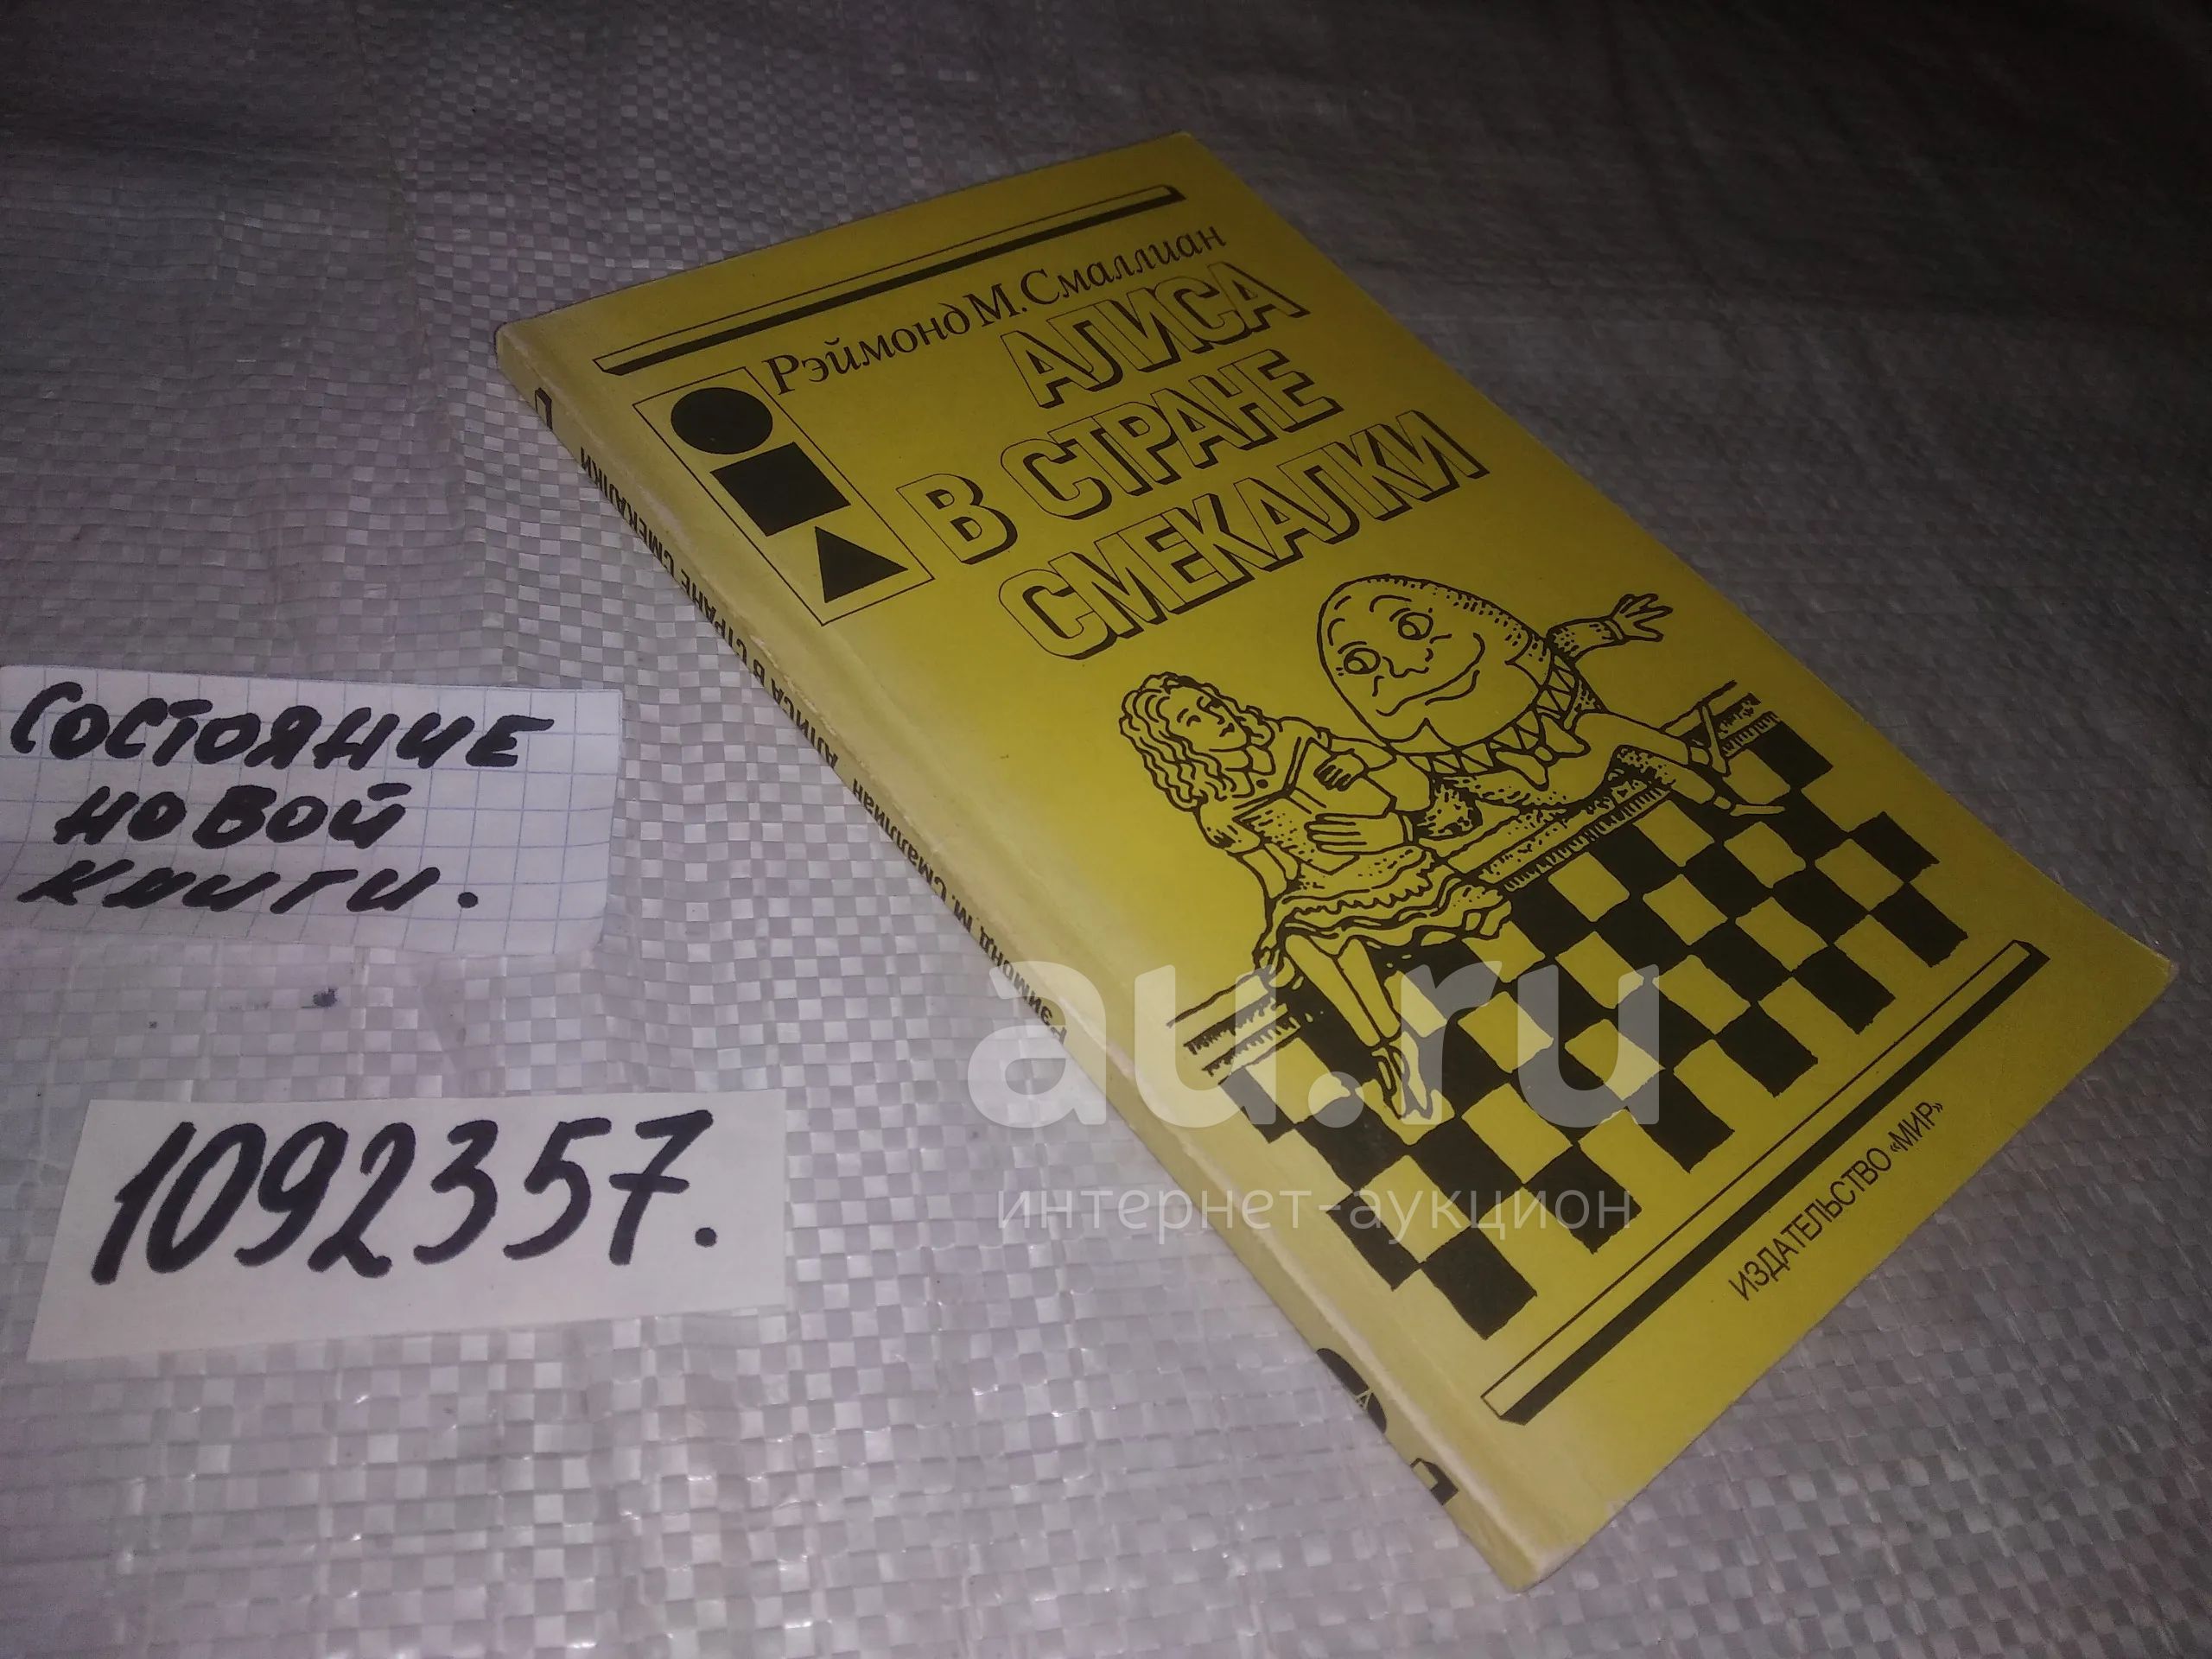 Рэймонд М. Смаллиан
АЛИСА
В СТРАНЕ
СМЕКАЛКИ
Рэймонд М. Смаллиан АЛИСА В СТРАНЕ СМЕКАЛКИ
СОСТОЯНИЕ
НОВОЙ
КНИГИ.
1092357.
au.ru
интернет-аукцион
ИЗДАТЕЛЬСТВО «МИР»